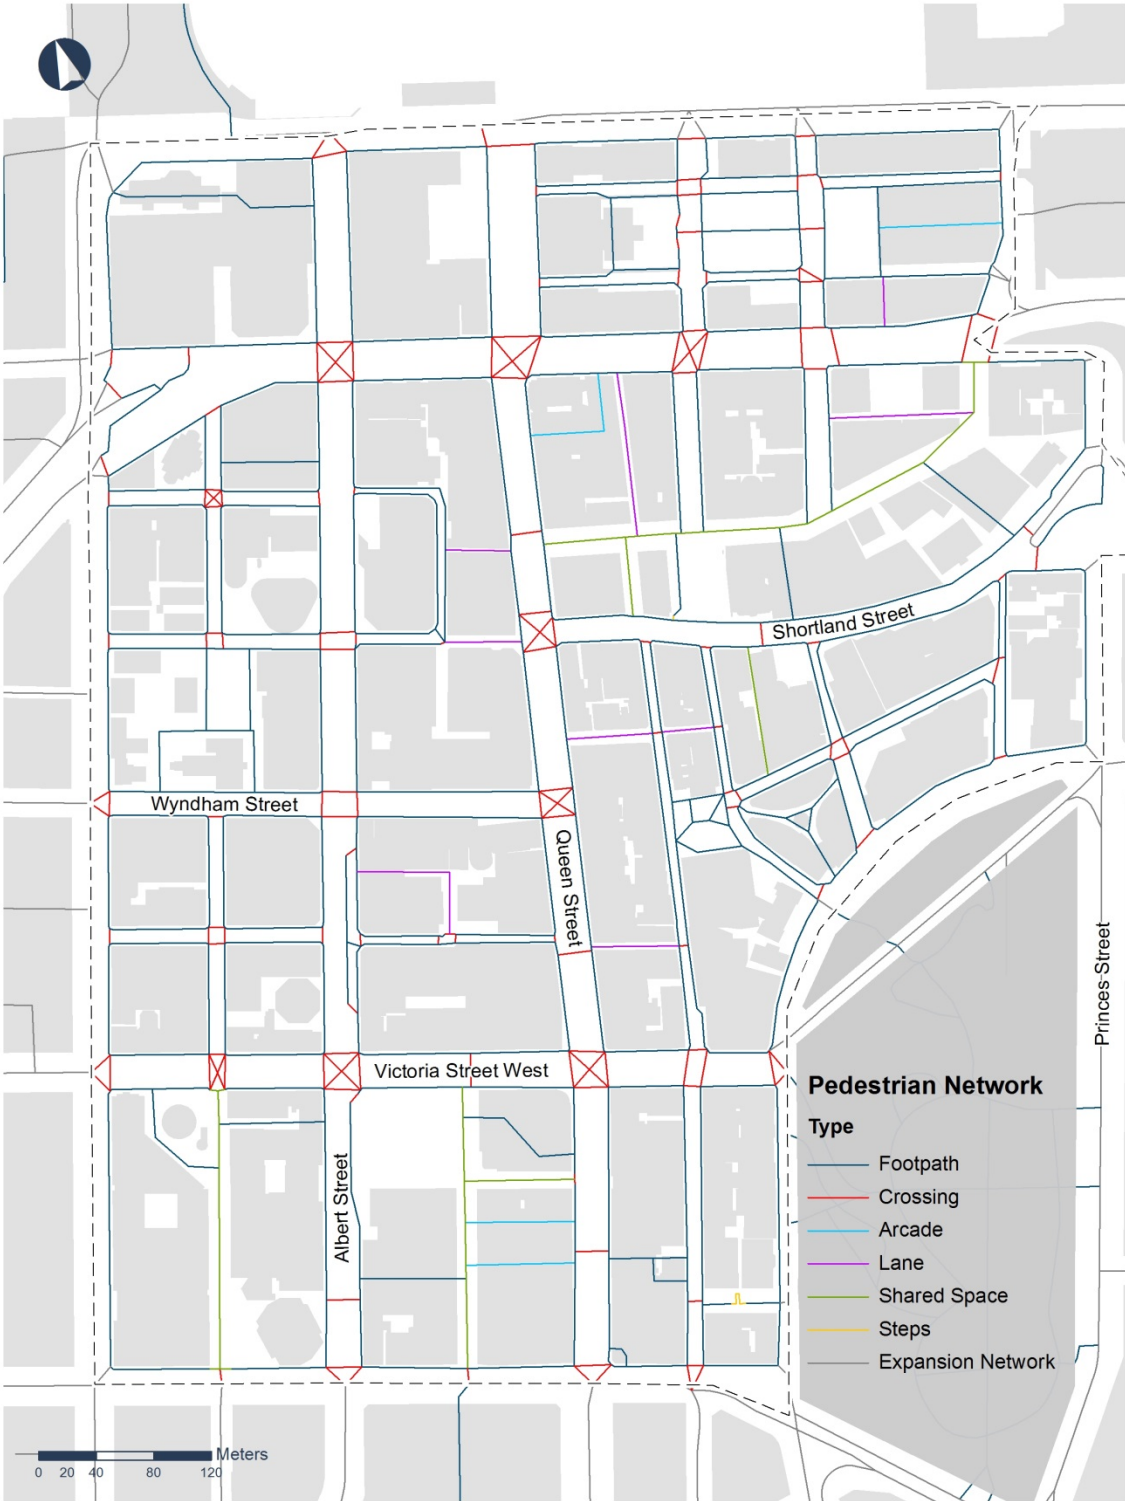 Shortland Street
Wyndham Street
Queen Street
Princes Street
Victoria Street West
Albert Street
Pedestrian Network
Type
Footpath
Crossing
Arcade
Lane
Shared Space
Steps
Expansion Network
Meters
0 20 40 80 120